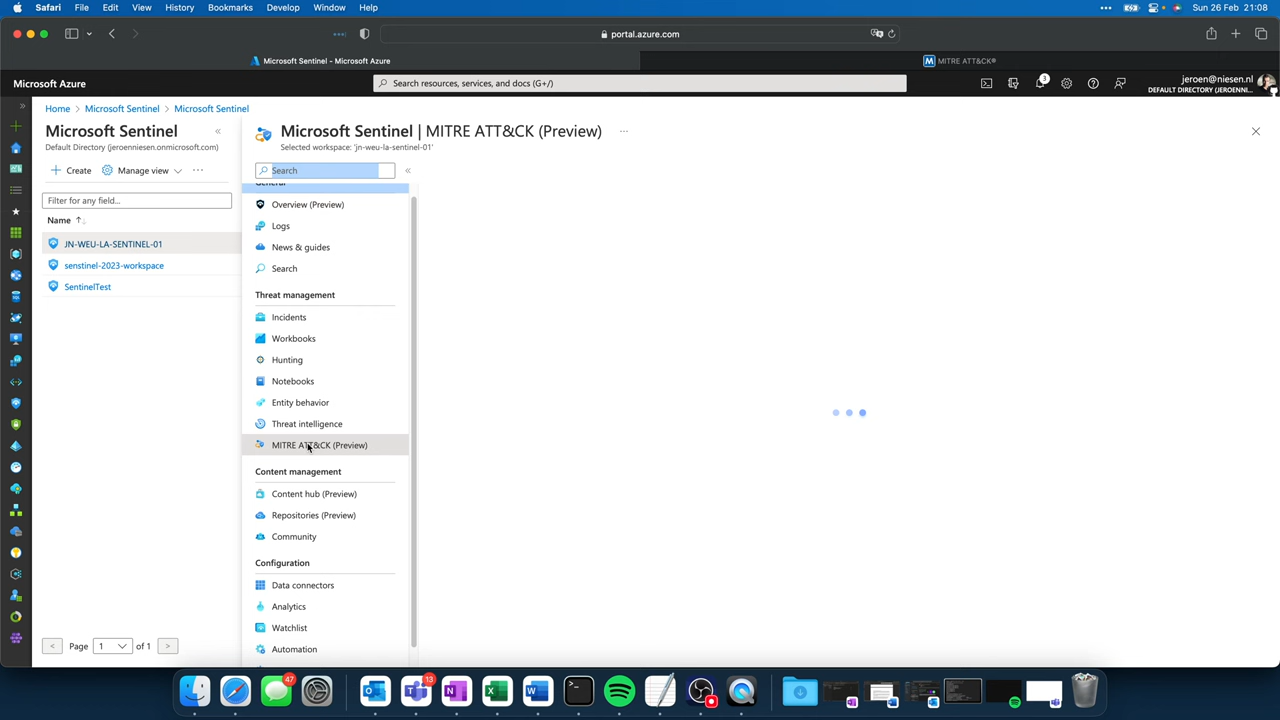 Safari File Edit View History Bookmarks Develop Window Help Sun 26 Feb 21:08
portal.azure.com
Microsoft Sentinel - Microsoft Azure
MITRE ATT&CK®
Microsoft Azure
Search resources, services, and docs (G+/)
3
jeroen@niesen.nl
DEFAULT DIRECTORY (JEROENNI...
Home > Microsoft Sentinel > Microsoft Sentinel
Microsoft Sentinel
Default Directory (jeroenniesen.onmicrosoft.com)
+ Create Manage view ...
Filter for any field...
Name ↑↓
JN-WEU-LA-SENTINEL-01
senstinel-2023-workspace
SentinelTest
< Page 1 of 1 >
Microsoft Sentinel | MITRE ATT&CK (Preview) ...
Selected workspace: 'jn-weu-la-sentinel-01'
Search
General
Overview (Preview)
Logs
News & guides
Search
Threat management
Incidents
Workbooks
Hunting
Notebooks
Entity behavior
Threat intelligence
MITRE ATT&CK (Preview)
Content management
Content hub (Preview)
Repositories (Preview)
Community
Configuration
Data connectors
Analytics
Watchlist
Automation
47
13